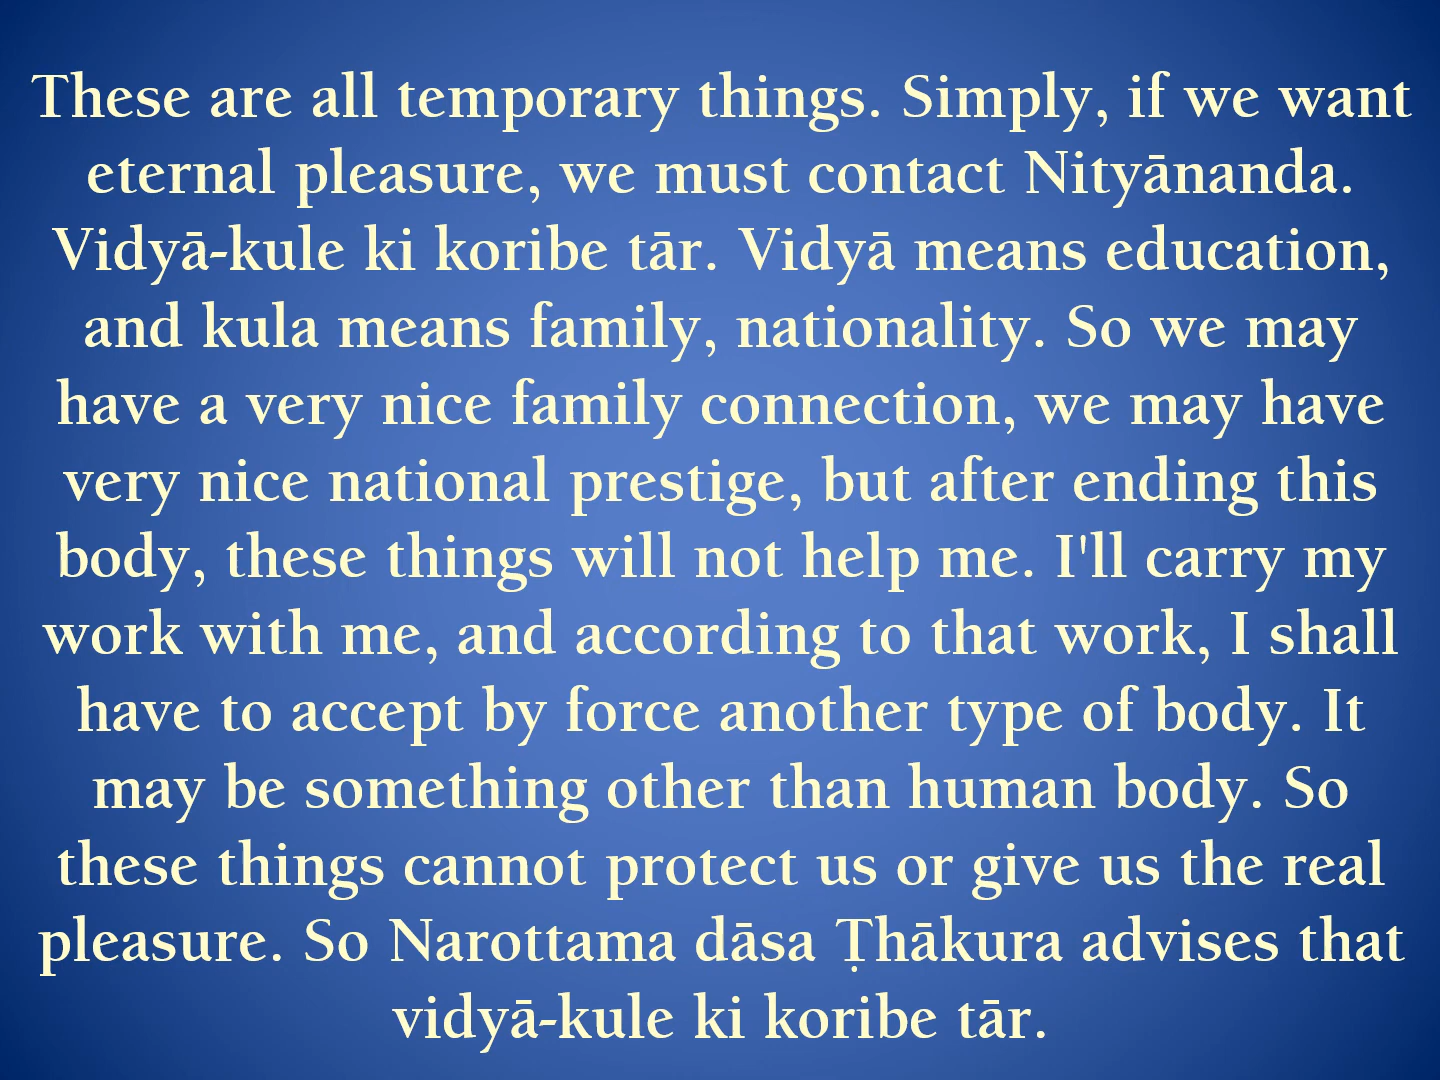 These are all temporary things. Simply, if we want
eternal pleasure, we must contact Nityānanda.
Vidyā-kule ki koribe tār. Vidyā means education,
and kula means family, nationality. So we may
have a very nice family connection, we may have
very nice national prestige, but after ending this
body, these things will not help me. I'll carry my
work with me, and according to that work, I shall
have to accept by force another type of body. It
may be something other than human body. So
these things cannot protect us or give us the real
pleasure. So Narottama dāsa Ṭhākura advises that
vidyā-kule ki koribe tār.